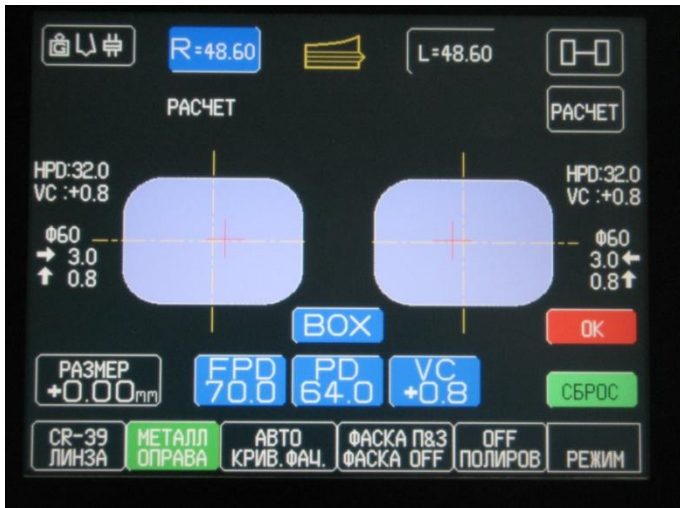 R=48.60
L=48.60
РАСЧЕТ
РАСЧЕТ
HPD:32.0
VC :+0.8
HPD:32.0
VC :+0.8
Φ60
→ 3.0
↑ 0.8
Φ60
3.0←
0.8↑
BOX
OK
РАЗМЕР
+0.00mm
FPD
70.0
PD
64.0
VC
+0.8
СБРОС
CR-39
ЛИНЗА
МЕТАЛЛ
ОПРАВА
АВТО
КРИВ.ФАЦ.
ФАСКА П&З
ФАСКА OFF
OFF
ПОЛИРОВ
РЕЖИМ